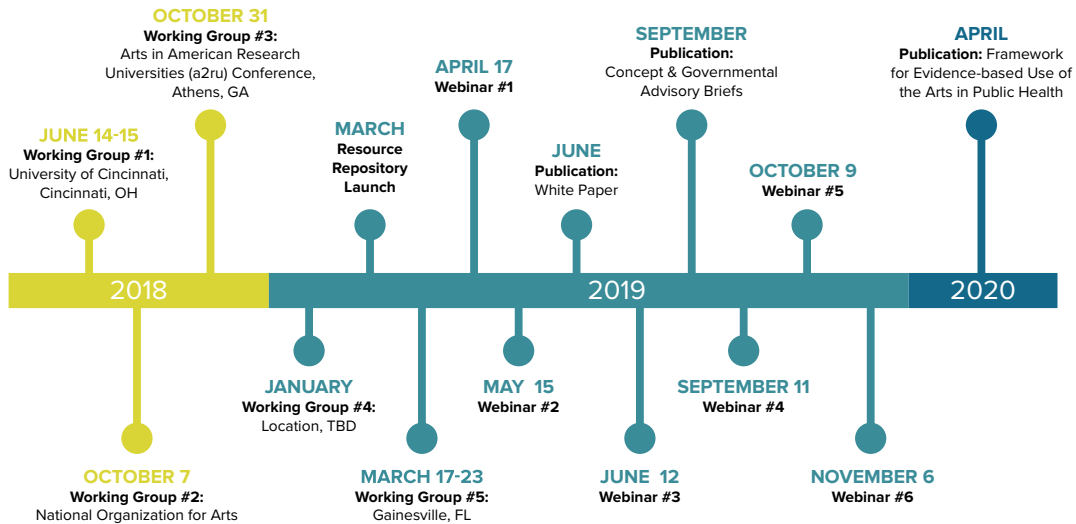 OCTOBER 31
Working Group #3:
Arts in American Research
Universities (a2ru) Conference,
Athens, GA
JUNE 14-15
Working Group #1:
University of Cincinnati,
Cincinnati, OH
MARCH
Resource
Repository
Launch
APRIL 17
Webinar #1
JUNE
Publication:
White Paper
SEPTEMBER
Publication:
Concept & Governmental
Advisory Briefs
OCTOBER 9
Webinar #5
APRIL
Publication: Framework
for Evidence-based Use of
the Arts in Public Health
2018
2019
2020
OCTOBER 7
Working Group #2:
National Organization for Arts
JANUARY
Working Group #4:
Location, TBD
MARCH 17-23
Working Group #5:
Gainesville, FL
MAY 15
Webinar #2
JUNE 12
Webinar #3
SEPTEMBER 11
Webinar #4
NOVEMBER 6
Webinar #6